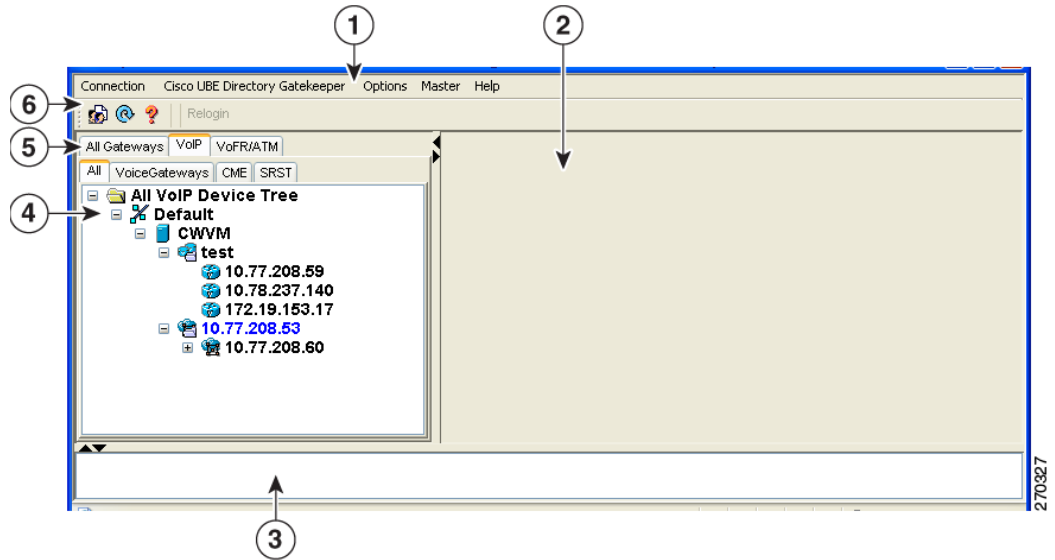 1
2
Connection Cisco UBE Directory Gatekeeper Options Master Help
6
Relogin
5
All Gateways VoIP VoFR/ATM
All VoiceGateways CME SRST
4
All VoIP Device Tree
Default
CWVM
test
10.77.208.59
10.78.237.140
172.19.153.17
10.77.208.53
10.77.208.60
3
270327